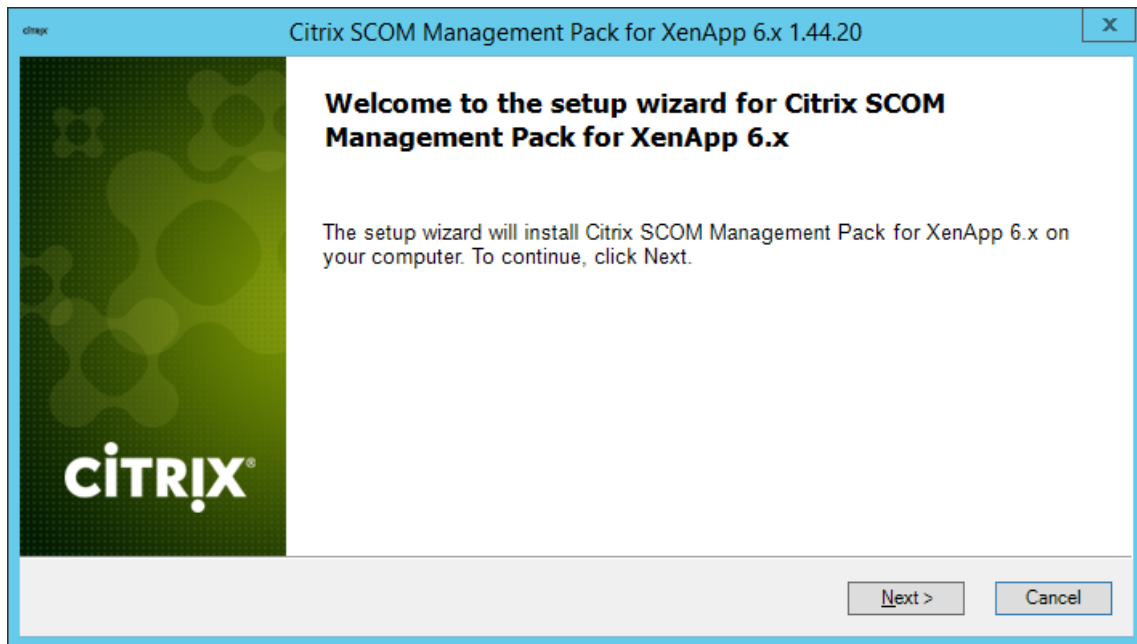 citrix
Citrix SCOM Management Pack for XenApp 6.x 1.44.20
x
Welcome to the setup wizard for Citrix SCOM
Management Pack for XenApp 6.x
The setup wizard will install Citrix SCOM Management Pack for XenApp 6.x on
your computer. To continue, click Next.
CİTRỊX®
Next >
Cancel